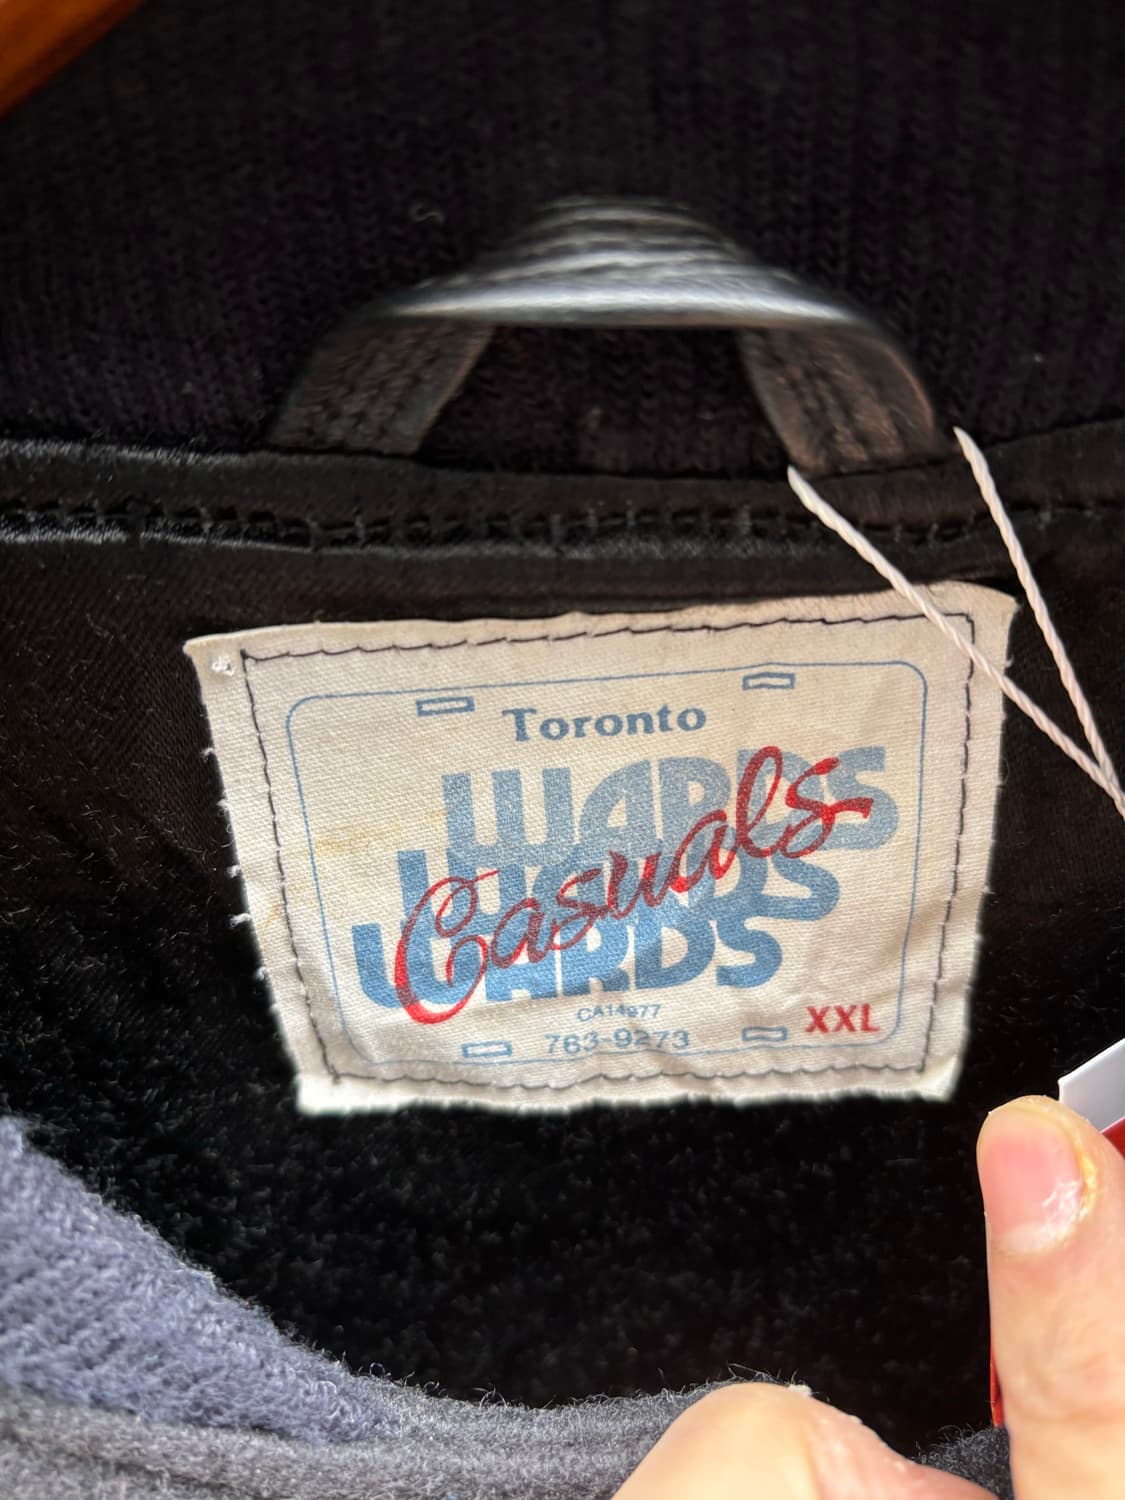 Toronto
WARDS
WARDS
WARDS
Casuals
CA14977
763-9273
XXL